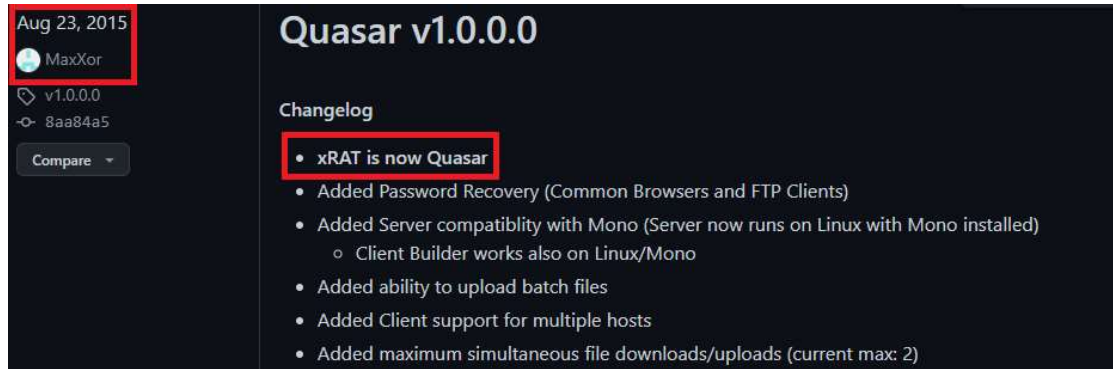 Aug 23, 2015
MaxXor
v1.0.0.0
8aa84a5
Compare
Quasar v1.0.0.0
Changelog
• xRAT is now Quasar
• Added Password Recovery (Common Browsers and FTP Clients)
• Added Server compatiblity with Mono (Server now runs on Linux with Mono installed)
○ Client Builder works also on Linux/Mono
• Added ability to upload batch files
• Added Client support for multiple hosts
• Added maximum simultaneous file downloads/uploads (current max: 2)